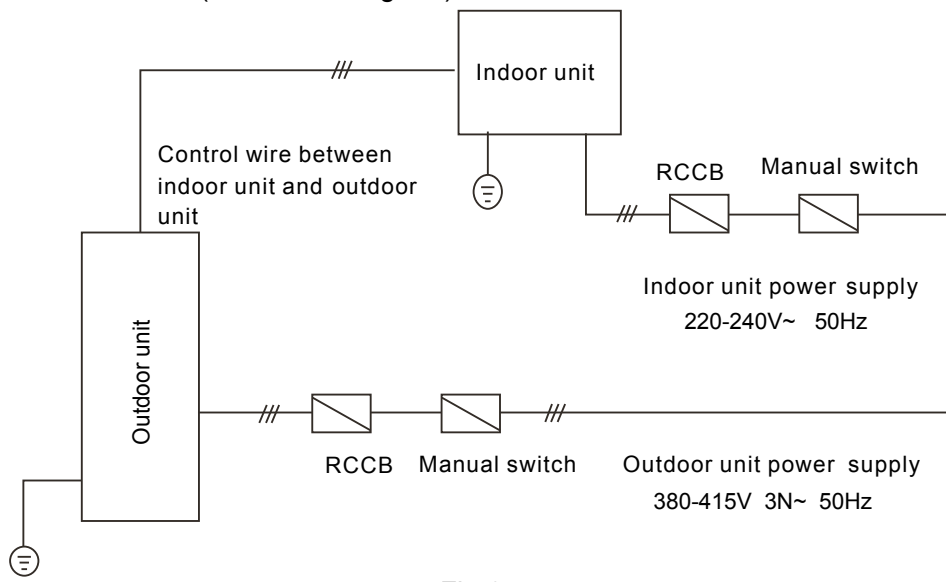 Indoor unit
Control wire between
indoor unit and outdoor
unit
RCCB
Manual switch
Indoor unit power supply
220-240V~ 50Hz
Outdoor unit
RCCB
Manual switch
Outdoor unit power supply
380-415V 3N~ 50Hz